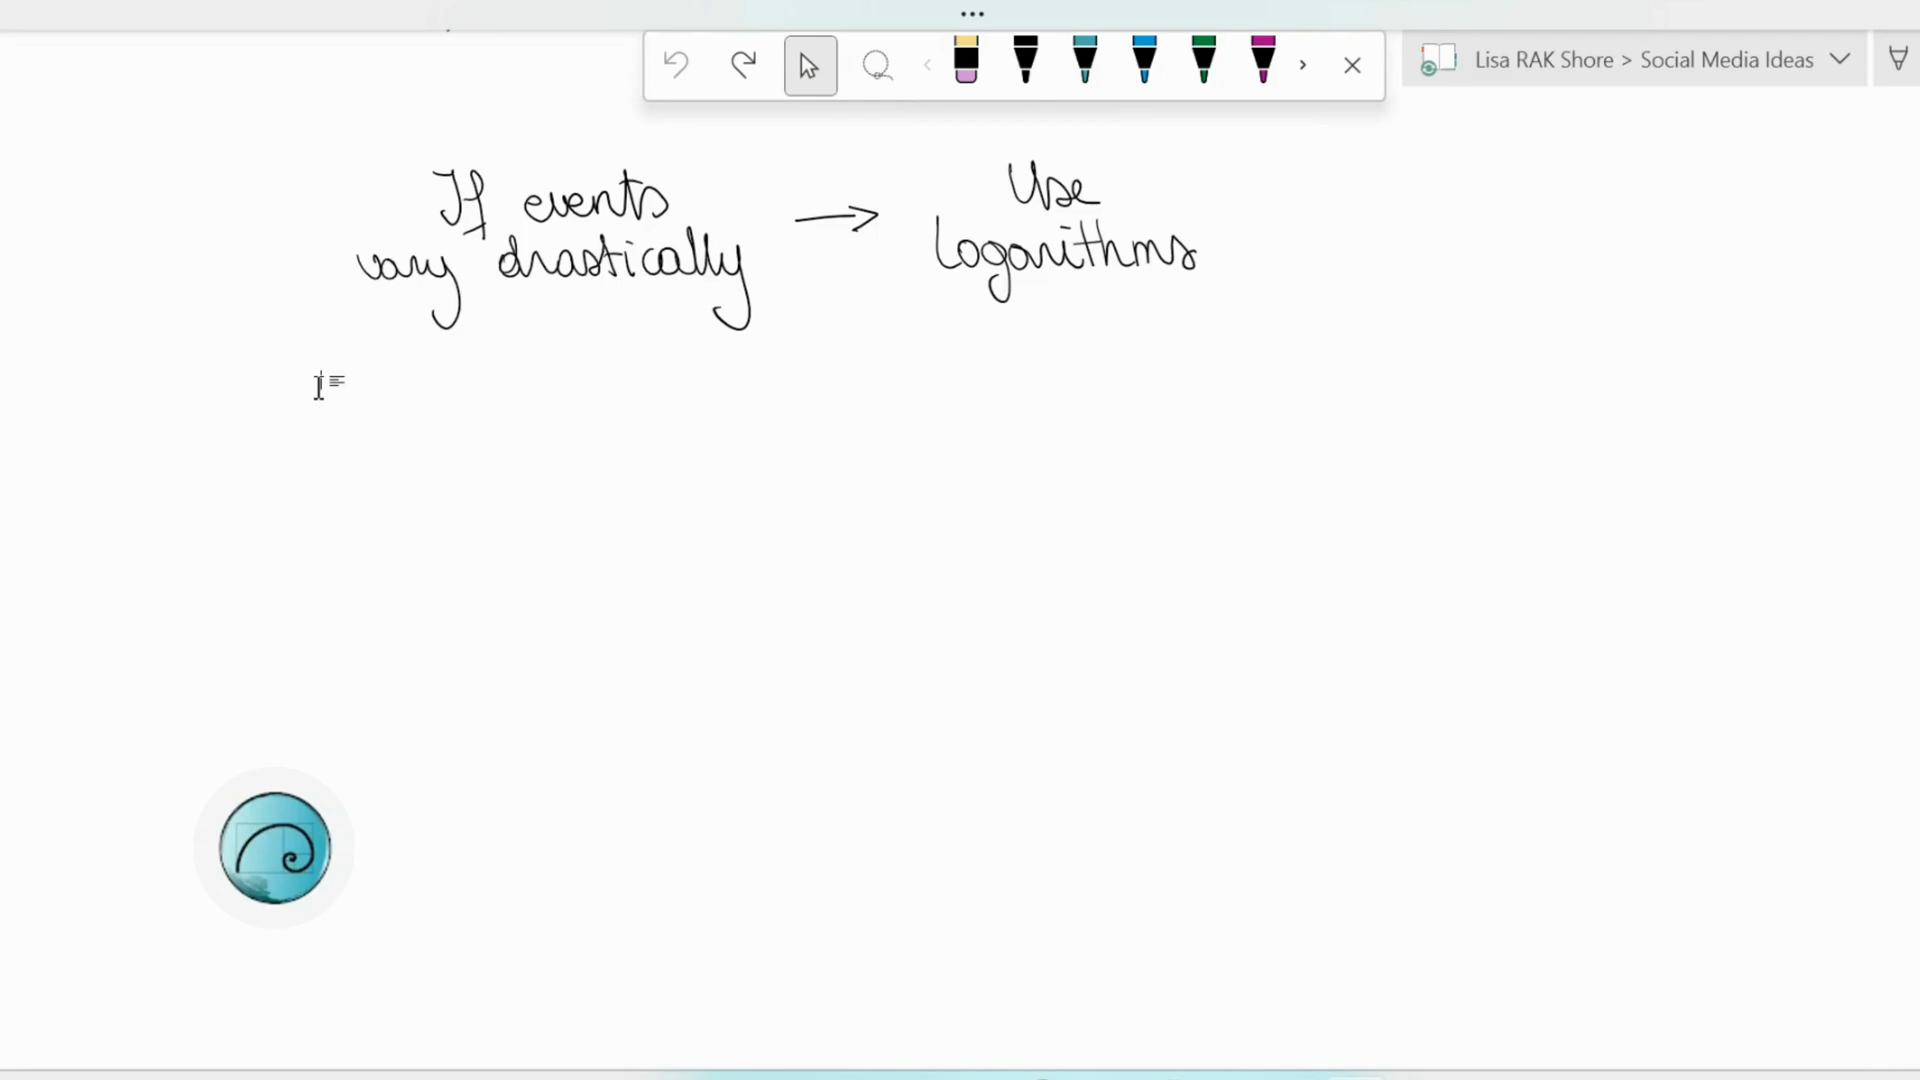 Lisa RAK Shore > Social Media Ideas
If events
vary drastically
→ Use
Logarithms